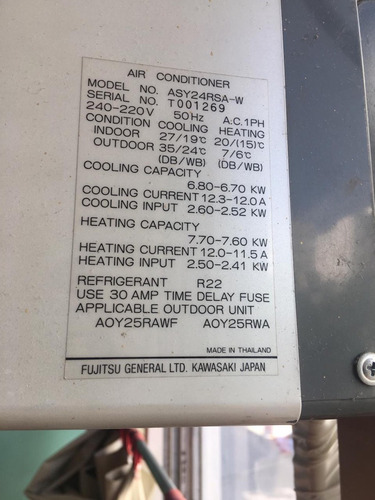 AIR CONDITIONER
MODEL NO. ASY24RSA-W
SERIAL NO. T001269
240-220V 50Hz A:C.1PH
CONDITION COOLING HEATING
INDOOR 27/19℃ 20/(15)℃
OUTDOOR 35/24℃ 7/6℃
(DB/WB) (DB/WB)
COOLING CAPACITY
6.80-6.70 KW
COOLING CURRENT 12.3-12.0 A
COOLING INPUT 2.60-2.52 KW
HEATING CAPACITY
7.70-7.60 KW
HEATING CURRENT 12.0-11.5 A
HEATING INPUT 2.50-2.41 KW
REFRIGERANT R22
USE 30 AMP TIME DELAY FUSE
APPLICABLE OUTDOOR UNIT
AOY25RAWF AOY25RWA
MADE IN THAILAND
FUJITSU GENERAL LTD. KAWASAKI JAPAN